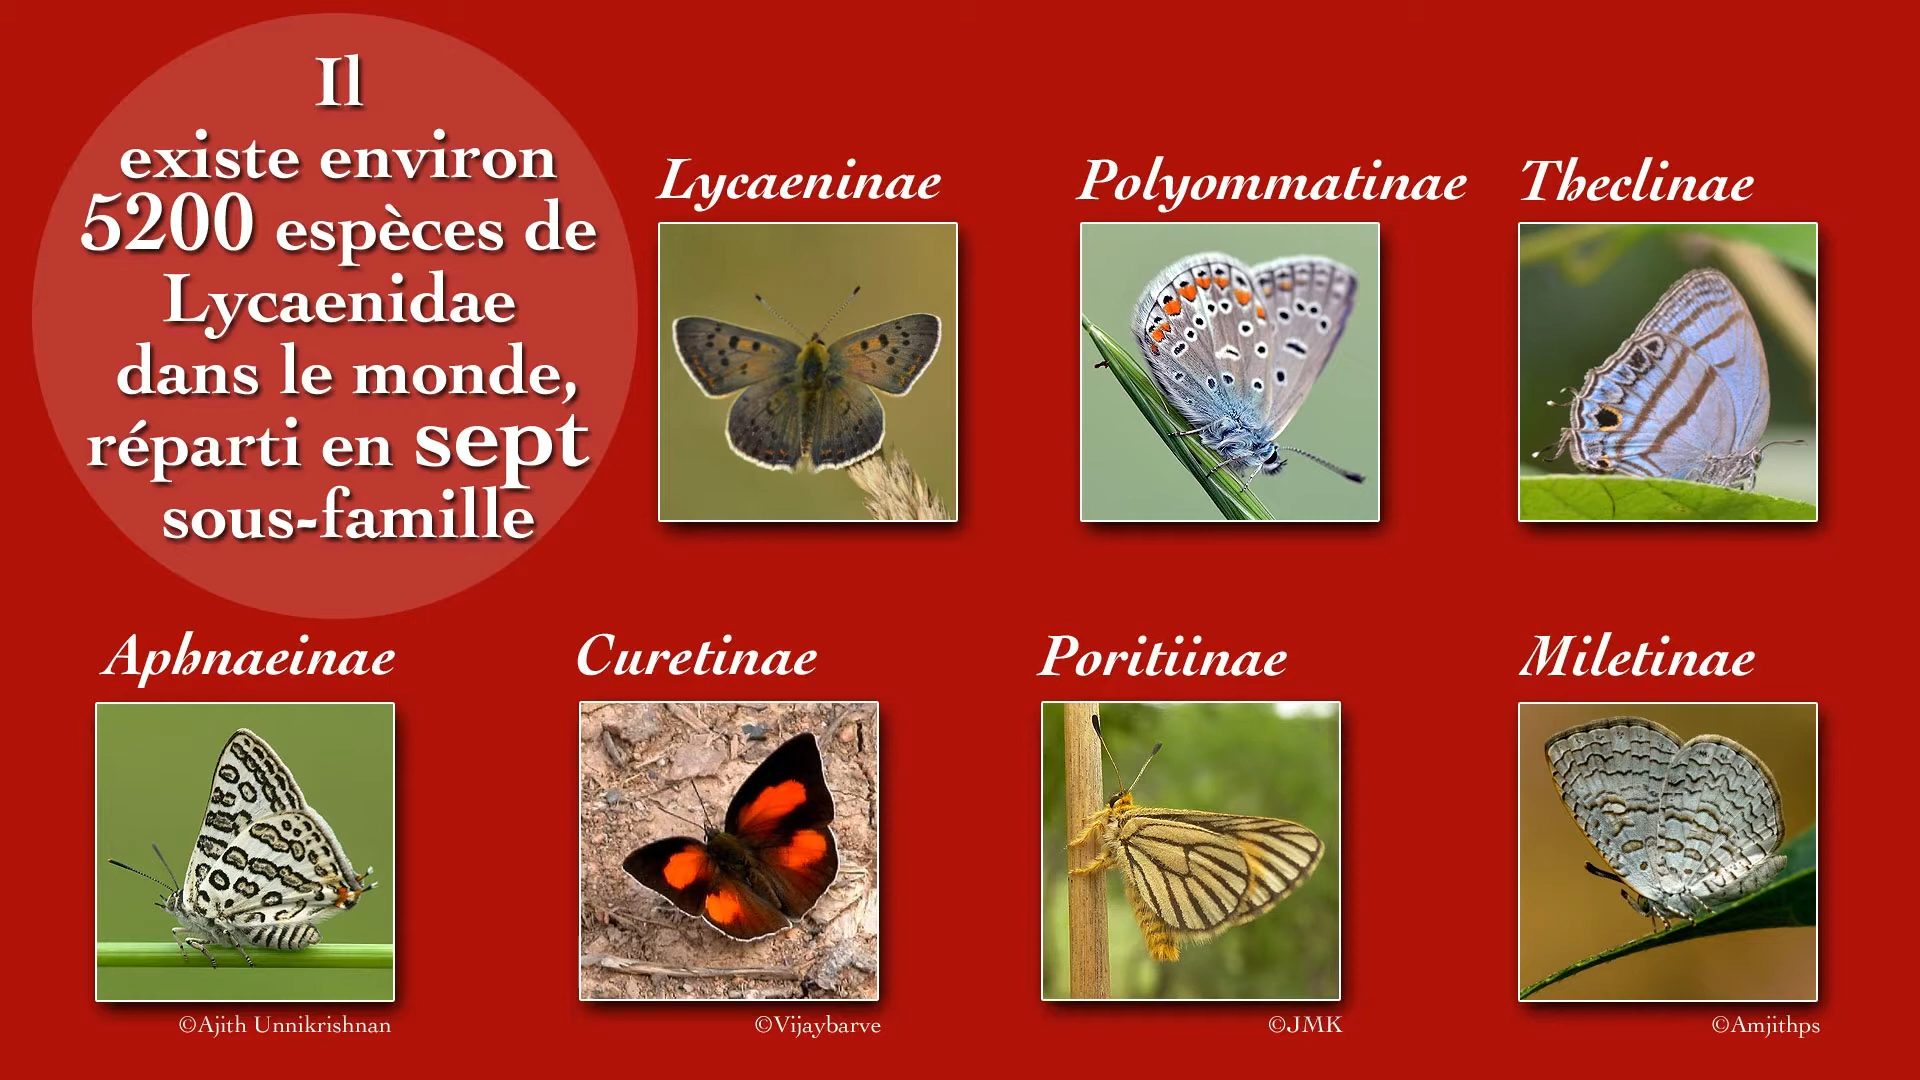 Il
existe environ
5200 espèces de
Lycaenidae
dans le monde,
réparti en sept
sous-famille
Lycaeninae
Polyommatinae
Theclinae
Aphnaeinae
Curetinae
Poritiinae
Miletinae
©Ajith Unnikrishnan
©Vijaybarve
©JMK
©Amjithps